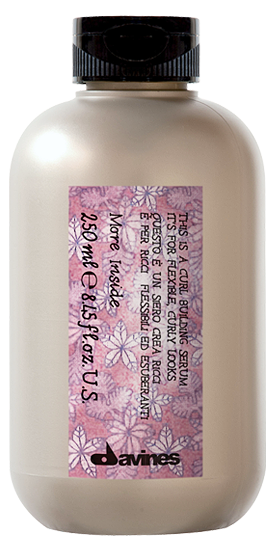 THIS IS A CURL BUILDING SERUM
IT'S FOR FLEXIBLE, CURLY LOOKS
QUESTO È UN SIERO CREA RICCI
È PER RICCI FLESSIBILI ED ESUBERANTI
More Inside
250 ml ℮ 8.45 fl.oz. U.S.
davines